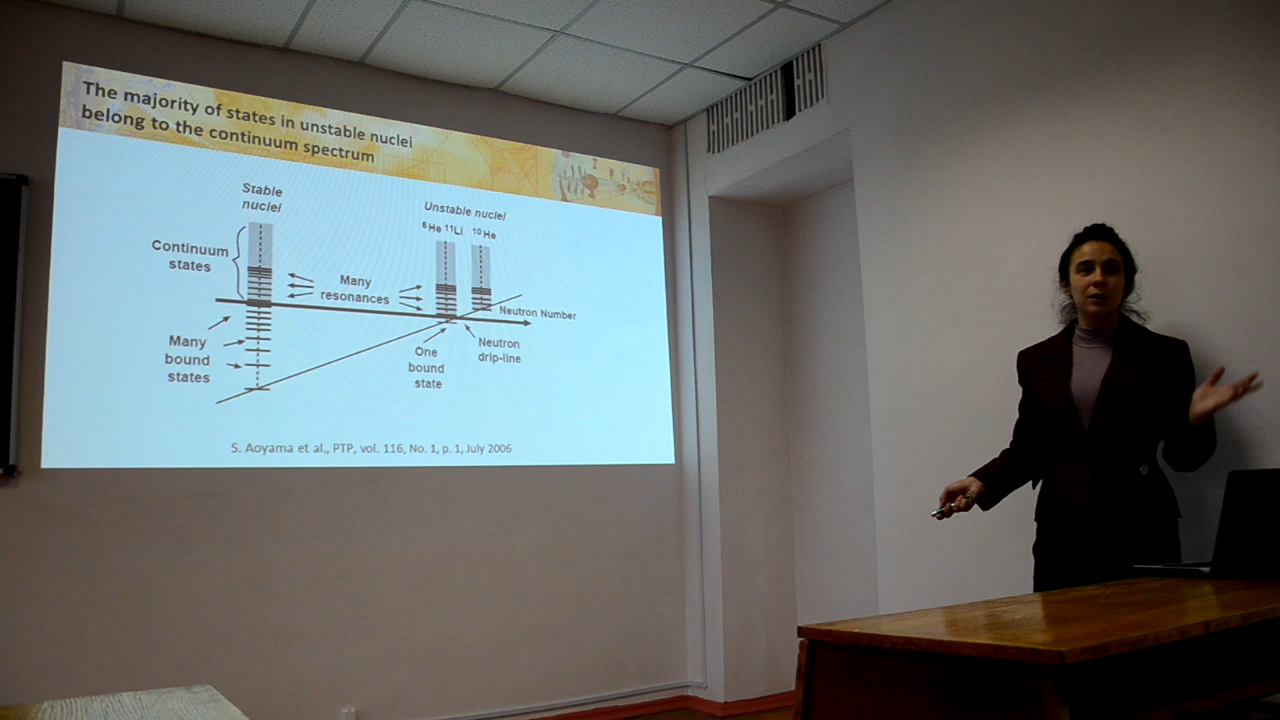 The majority of states in unstable nuclei
belong to the continuum spectrum
Stable
nuclei
Unstable nuclei
⁶He ¹¹Li ¹⁰He
Continuum
states
Many
resonances
Neutron Number
Many
bound
states
One
bound
state
Neutron
drip-line
S. Aoyama et al., PTP, vol. 116, No. 1, p. 1, July 2006